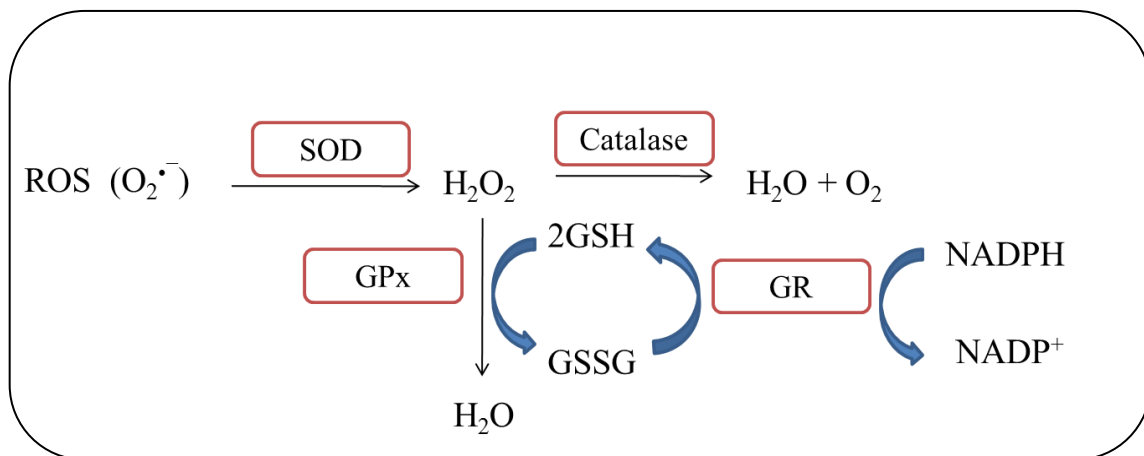 SOD
Catalase
ROS (O₂•⁻)
H₂O₂
H₂O + O₂
2GSH
NADPH
GPx
GR
GSSG
NADP⁺
H₂O